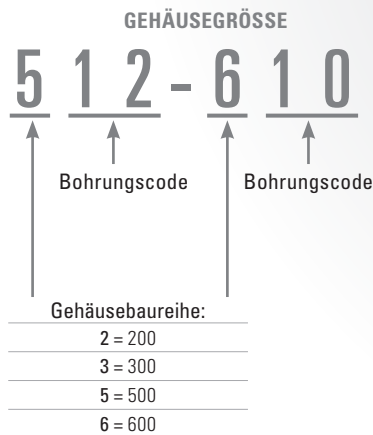 GEHÄUSEGRÖSSE
512-610
Bohrungscode Bohrungscode
Gehäusebaureihe:
2 = 200
3 = 300
5 = 500
6 = 600